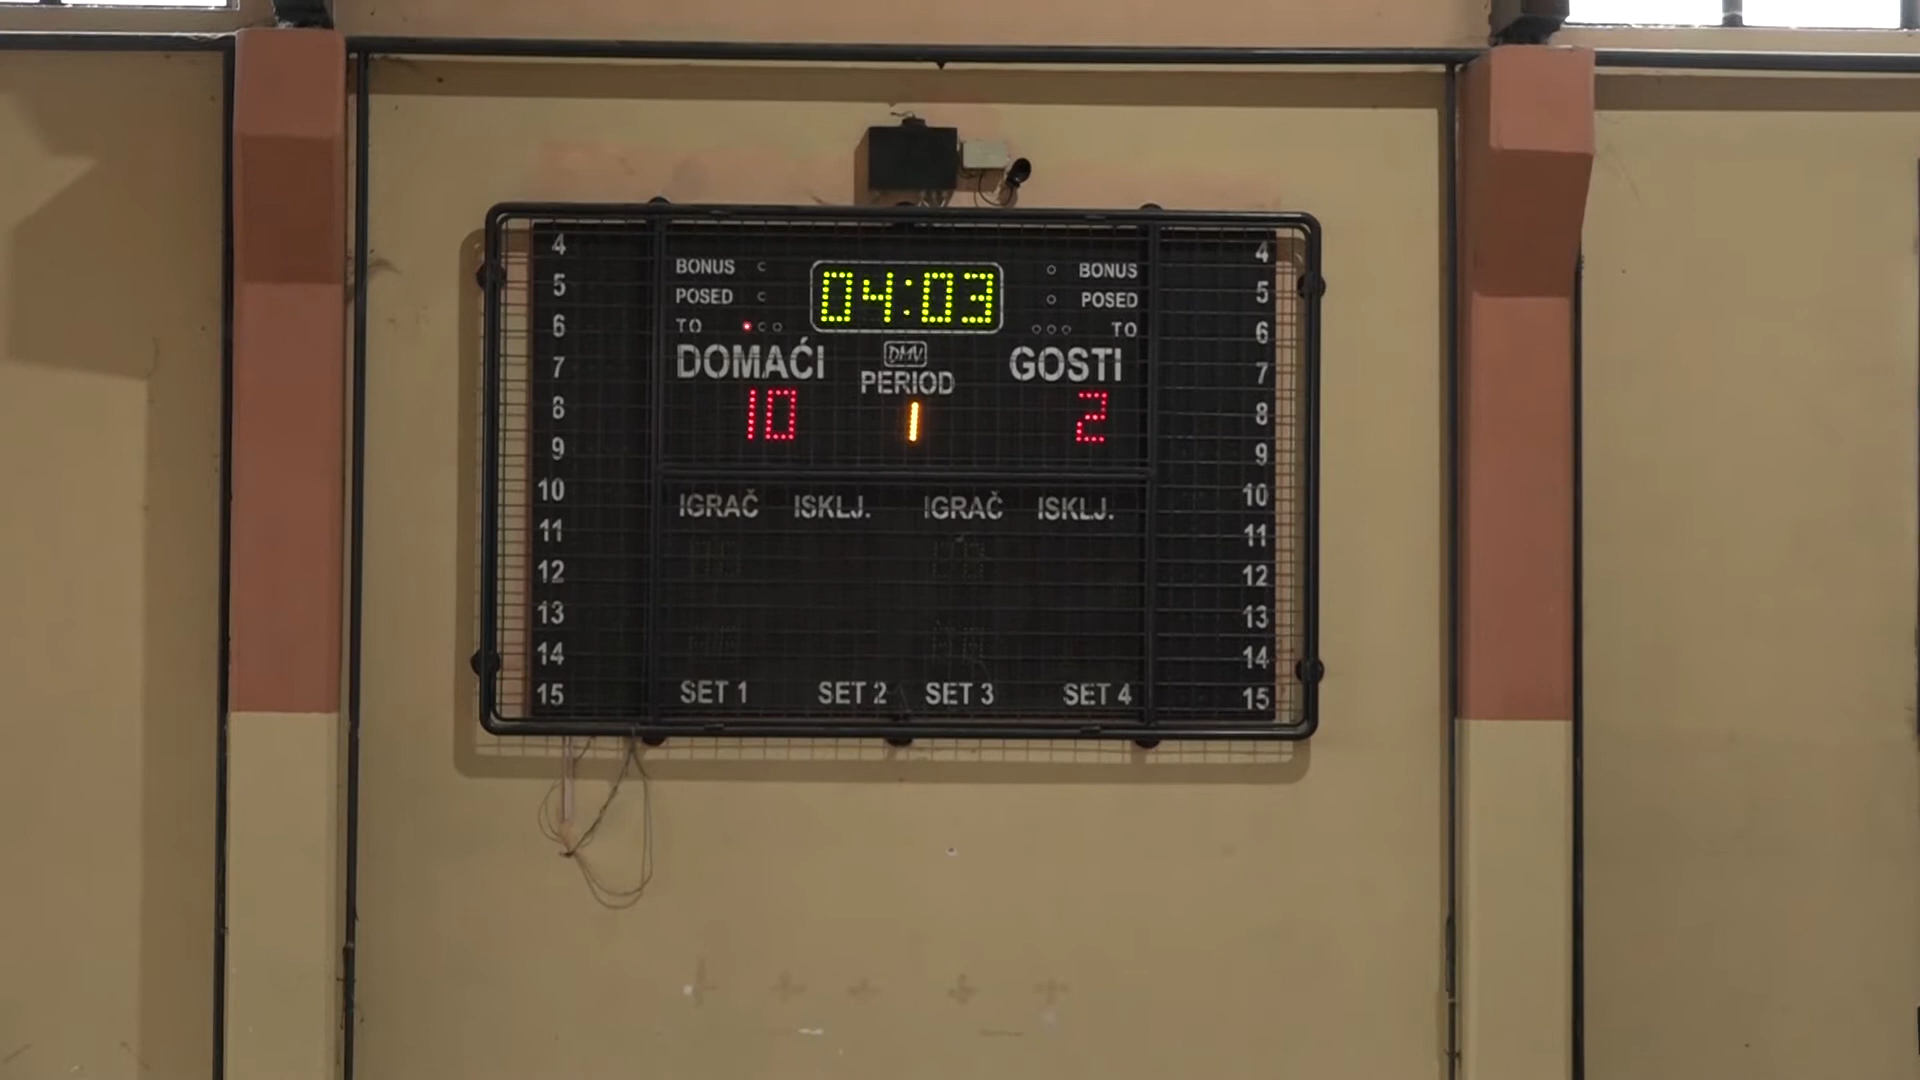 4 4
BONUS 04:03 BONUS
5 5
POSED POSED
6 TO TO 6
DOMAĆI DMV GOSTI
7 7
PERIOD
8 10 1 2 8
9 9
10 10
IGRAČ ISKLJ. IGRAČ ISKLJ.
11 11
12 12
13 13
14 14
15 SET 1 SET 2 SET 3 SET 4 15